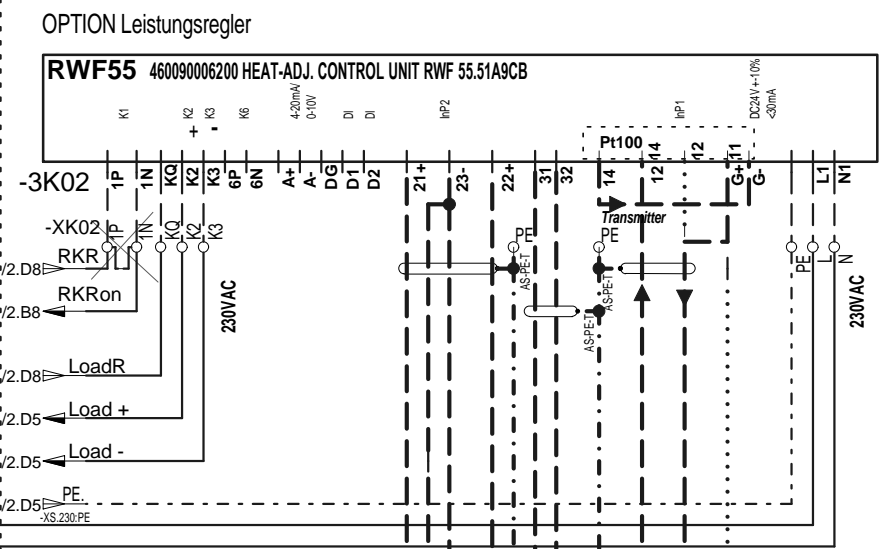 OPTION Leistungsregler
RWF55 460090006200 HEAT-ADJ. CONTROL UNIT RWF 55.51A9CB
K1 K2 K3 K6 4-20mA/ 0-10V DI DI InP2 InP1 DC24V +-10% <30mA
+ -
Pt100 14 12 11
-3K02 1P 1N KQ K2 K3 6P 6N A+ A- DG D1 D2 21+ 23- 22+ 31 32 14 12 G+ G- L1 N1
Transmitter
-XK02 1P 1N KQ K2 K3 PE PE PE L N
/2.D8 RKR
AS-PE-T AS-PE-T
/2.B8 RKRon 230VAC AS-PE-T 230VAC
/2.D8 LoadR
/2.D5 Load +
/2.D5 Load -
/2.D5 PE.
-XS.230:PE